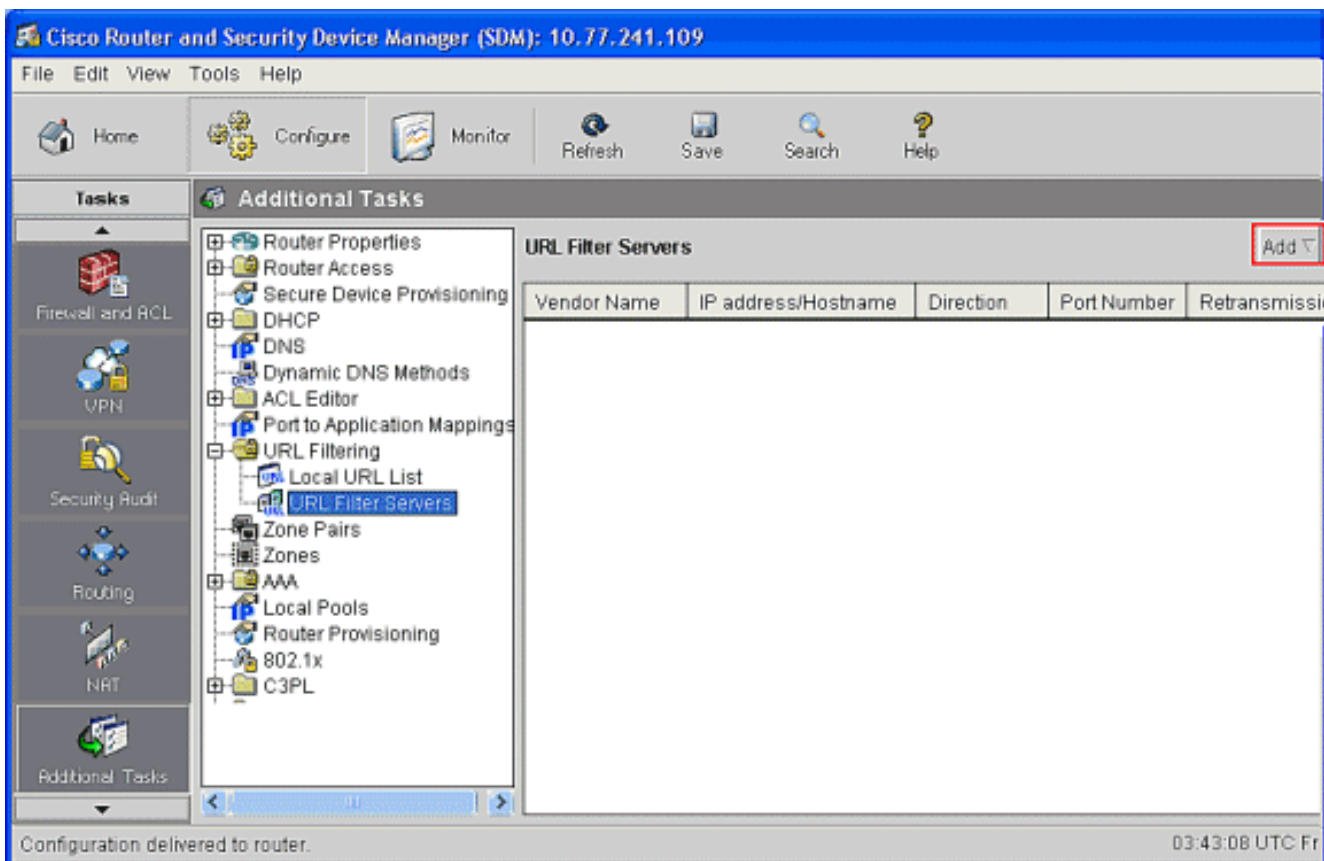 Cisco Router and Security Device Manager (SDM): 10.77.241.109
File Edit View Tools Help
Home Configure Monitor Refresh Save Search Help
Tasks
Additional Tasks
Firewall and ACL
VPN
Security Audit
Routing
NAT
Additional Tasks
Router Properties
Router Access
Secure Device Provisioning
DHCP
DNS
Dynamic DNS Methods
ACL Editor
Port to Application Mappings
URL Filtering
Local URL List
URL Filter Servers
Zone Pairs
Zones
AAA
Local Pools
Router Provisioning
802.1x
C3PL
URL Filter Servers
Add
Vendor Name IP address/Hostname Direction Port Number Retransmissi
Configuration delivered to router.
03:43:08 UTC Fr